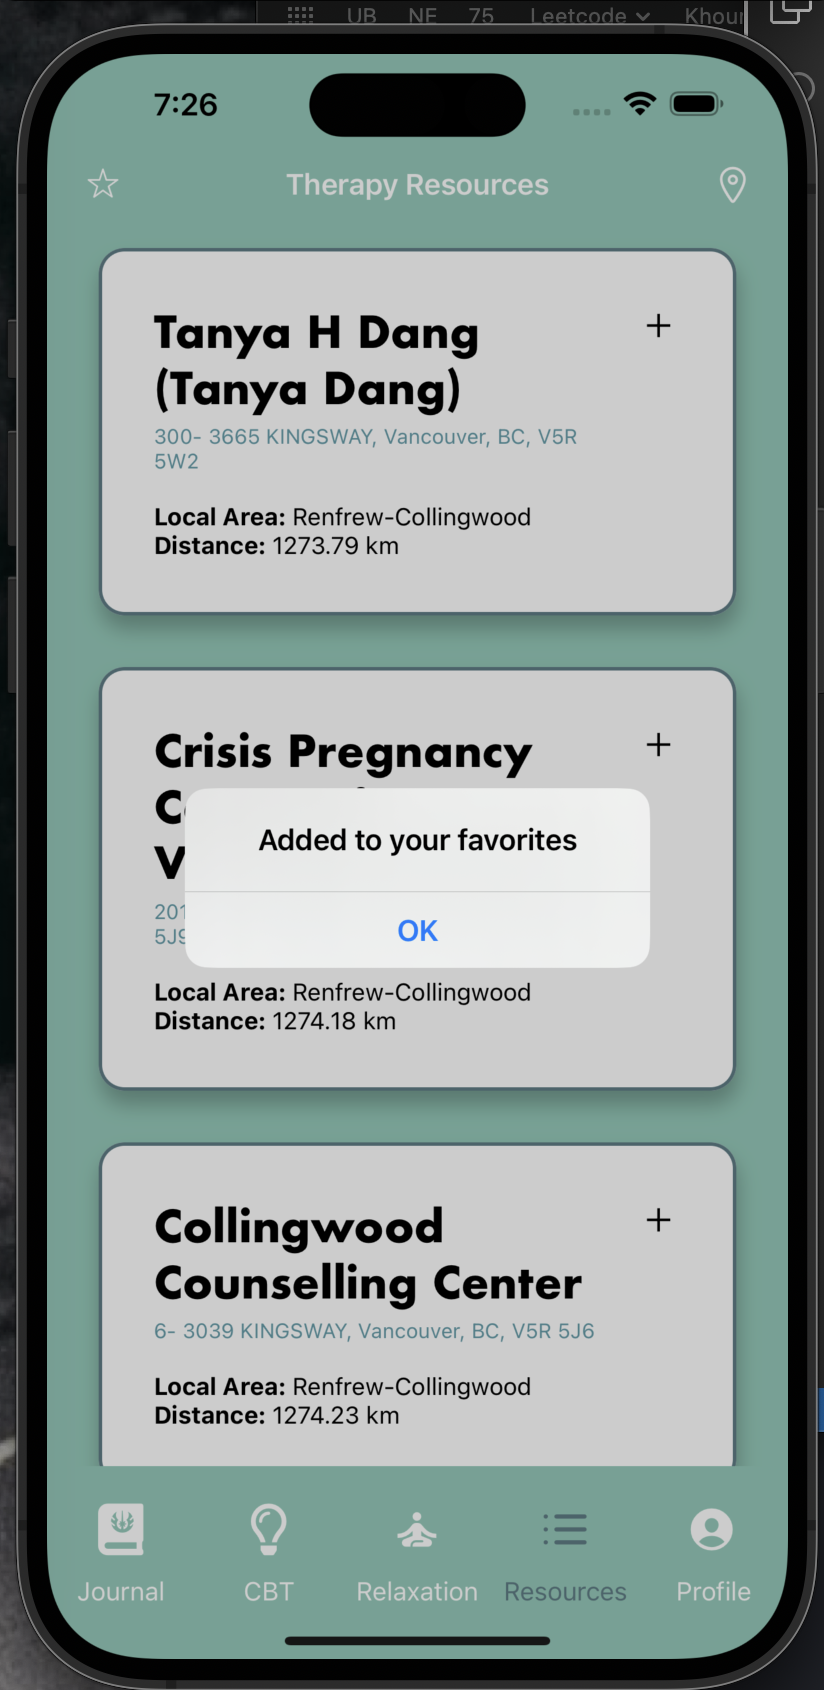 UB NE 75 Leetcode
7:26
Therapy Resources
Tanya H Dang
(Tanya Dang)
300- 3665 KINGSWAY, Vancouver, BC, V5R
5W2
Local Area: Renfrew-Collingwood
Distance: 1273.79 km
Crisis Pregnancy
Added to your favorites
OK
Local Area: Renfrew-Collingwood
Distance: 1274.18 km
Collingwood
Counselling Center
6- 3039 KINGSWAY, Vancouver, BC, V5R 5J6
Local Area: Renfrew-Collingwood
Distance: 1274.23 km
Journal CBT Relaxation Resources Profile